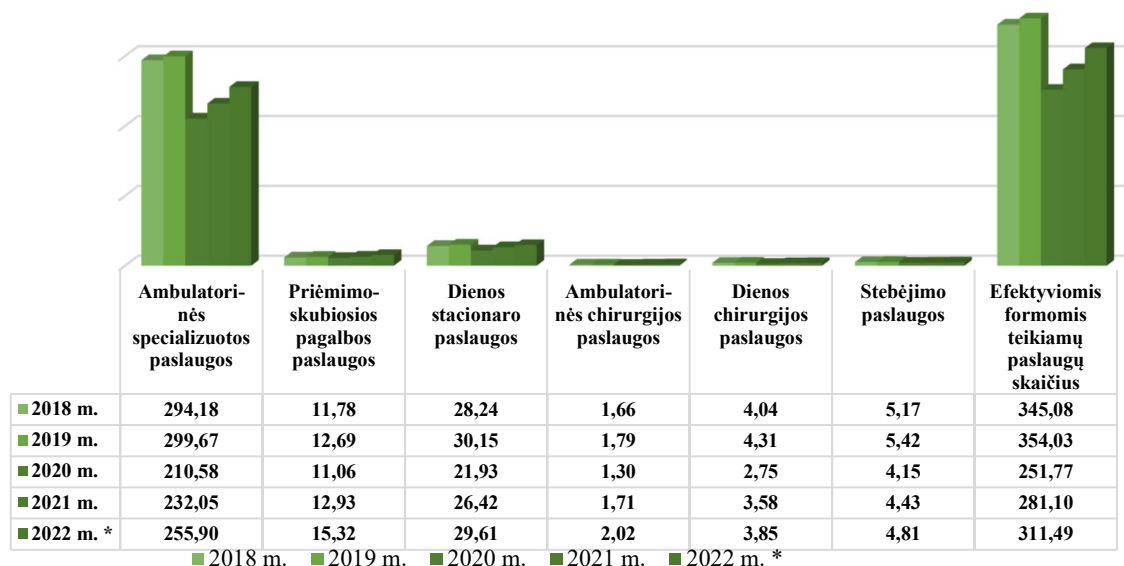 Ambulatori-
nės
specializuotos
paslaugos
Priėmimo-
skubiosios
pagalbos
paslaugos
Dienos
stacionaro
paslaugos
Ambulatori-
nės chirurgijos
paslaugos
Dienos
chirurgijos
paslaugos
Stebėjimo
paslaugos
Efektyviomis
formomis
teikiamų
paslaugų
skaičius
2018 m. 294,18 11,78 28,24 1,66 4,04 5,17 345,08
2019 m. 299,67 12,69 30,15 1,79 4,31 5,42 354,03
2020 m. 210,58 11,06 21,93 1,30 2,75 4,15 251,77
2021 m. 232,05 12,93 26,42 1,71 3,58 4,43 281,10
2022 m. * 255,90 15,32 29,61 2,02 3,85 4,81 311,49
2018 m. 2019 m. 2020 m. 2021 m. 2022 m. *